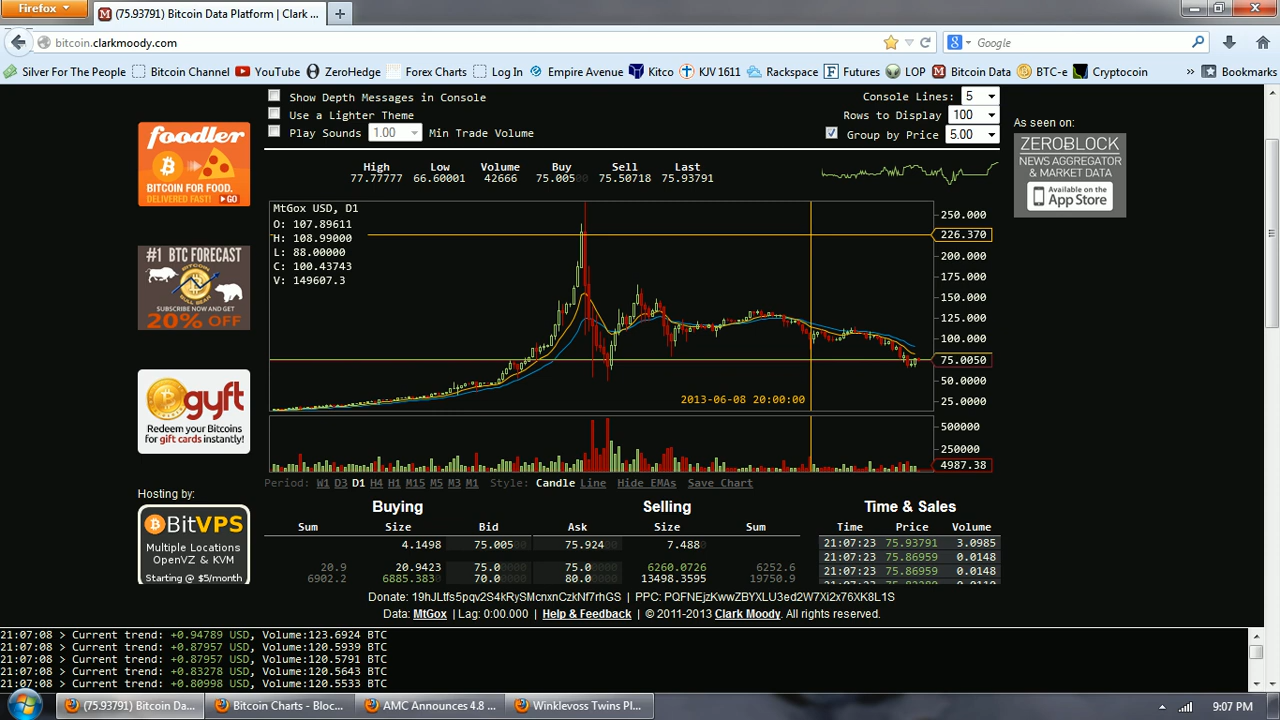 Firefox
(75.93791) Bitcoin Data Platform | Clark ...
bitcoin.clarkmoody.com
Google
Silver For The People Bitcoin Channel YouTube ZeroHedge Forex Charts Log In Empire Avenue Kitco KJV 1611 Rackspace Futures LOP Bitcoin Data BTC-e Cryptocoin » Bookmarks
Show Depth Messages in Console
Use a Lighter Theme
Play Sounds 1.00 Min Trade Volume
Console Lines: 5
Rows to Display 100
Group by Price 5.00
As seen on:
ZEROBLOCK
NEWS AGGREGATOR
& MARKET DATA
Available on the
App Store
foodler
BITCOIN FOR FOOD.
DELIVERED FAST! GO
#1 BTC FORECAST
BITCOIN
BULL BEAR
SUBSCRIBE NOW AND GET
20% OFF
gyft
Redeem your Bitcoins
for gift cards instantly!
Hosting by:
BitVPS
Multiple Locations
OpenVZ & KVM
Starting @ $5/month
High Low Volume Buy Sell Last
77.77777 66.60001 42666 75.00500 75.50718 75.93791
MtGox USD, D1
O: 107.89611
H: 108.99000
L: 88.00000
C: 100.43743
V: 149607.3
250.000
226.370
200.000
175.000
150.000
125.000
100.000
75.0050
50.0000
25.0000
2013-06-08 20:00:00
500000
250000
4987.38
Period: W1 D3 D1 H4 H1 M15 M5 M3 M1 Style: Candle Line Hide EMAs Save Chart
Buying Selling Time & Sales
Sum Size Bid Ask Size Sum Time Price Volume
4.1498 75.005 75.924 7.4880 21:07:23 75.93791 3.0985
20.9 20.9423 75.0 75.0 6260.0726 6252.6 21:07:23 75.86959 0.0148
6902.2 6885.3830 70.0 80.0 13498.3595 19750.9 21:07:23 75.86959 0.0148
Donate: 19hJLtfs5pqv2S4kRySMcnxnCzkNf7rhGS | PPC: PQFNEjzKwwZBYXLU3ed2W7Xi2x76XK8L1S
Data: MtGox | Lag: 0:00.000 | Help & Feedback | © 2011-2013 Clark Moody. All rights reserved.
21:07:08 > Current trend: +0.94789 USD, Volume:123.6924 BTC
21:07:08 > Current trend: +0.87957 USD, Volume:120.5939 BTC
21:07:08 > Current trend: +0.87957 USD, Volume:120.5791 BTC
21:07:08 > Current trend: +0.83278 USD, Volume:120.5643 BTC
21:07:08 > Current trend: +0.80998 USD, Volume:120.5533 BTC
(75.93791) Bitcoin Da... Bitcoin Charts - Bloc... AMC Announces 4.8 ... Winklevoss Twins Pl... 9:07 PM